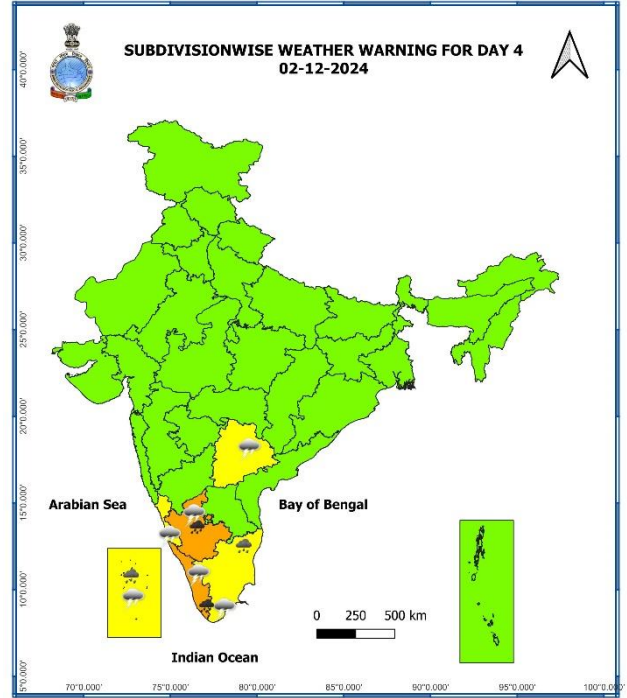 SUBDIVISIONWISE WEATHER WARNING FOR DAY 4
02-12-2024
40°0.000'
35°0.000'
30°0.000'
25°0.000'
20°0.000'
15°0.000'
10°0.000'
5°0.000'
Arabian Sea
Bay of Bengal
0 250 500 km
Indian Ocean
70°0.000' 75°0.000' 80°0.000' 85°0.000' 90°0.000' 95°0.000' 100°0.000'